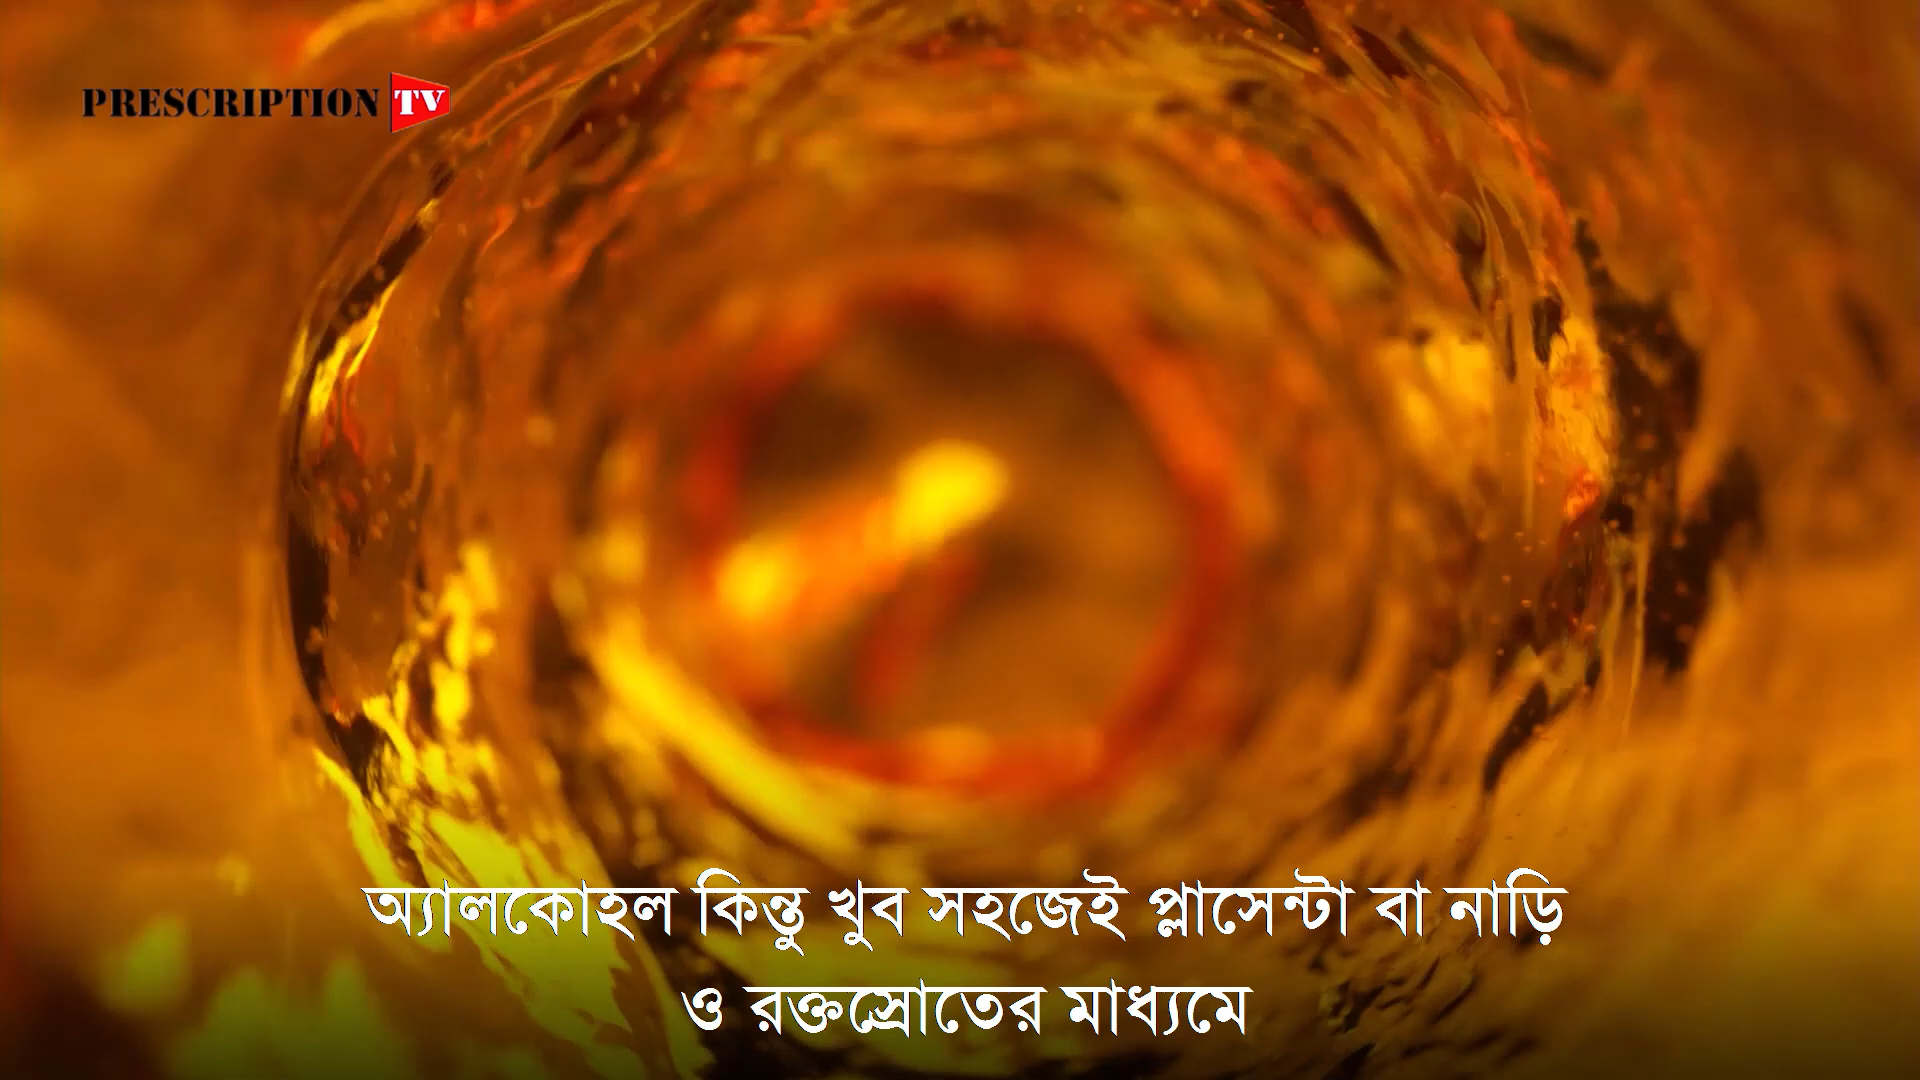 PRESCRIPTION TV
অ্যালকোহল কিন্তু খুব সহজেই প্লাসেন্টা বা নাড়ি
ও রক্তস্রোতের মাধ্যমে